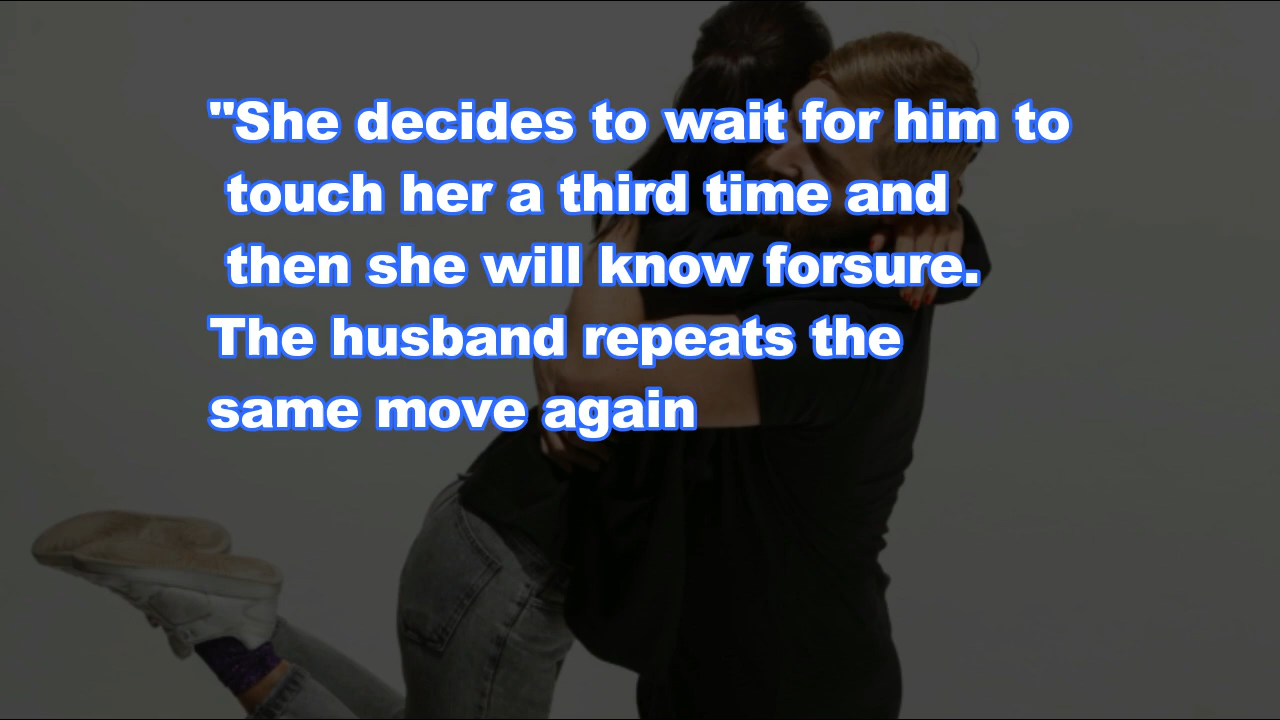 "She decides to wait for him to
touch her a third time and
then she will know forsure.
The husband repeats the
same move again